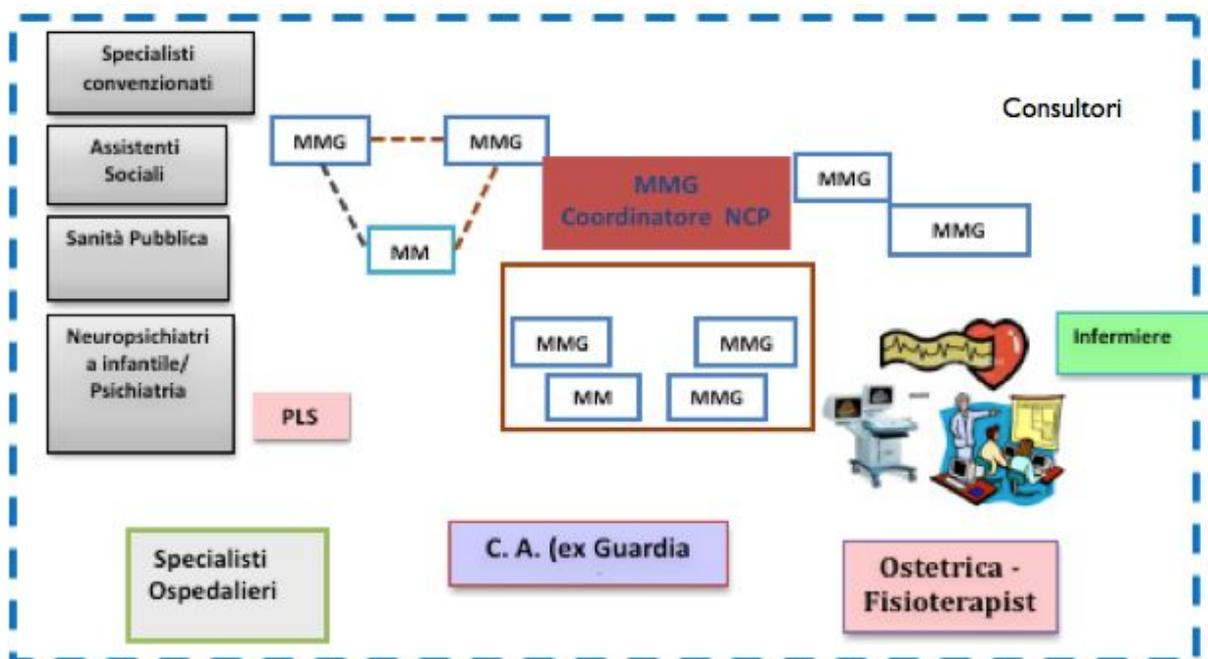 Specialisti
convenzionati
Consultori
Assistenti
Sociali
MMG
MMG
MMG
Coordinatore NCP
MMG
MMG
Sanità Pubblica
MM
Neuropsichiatri
a infantile/
Psichiatria
MMG
MMG
MM
MMG
Infermiere
PLS
Specialisti
Ospedalieri
C. A. (ex Guardia
Ostetrica -
Fisioterapist